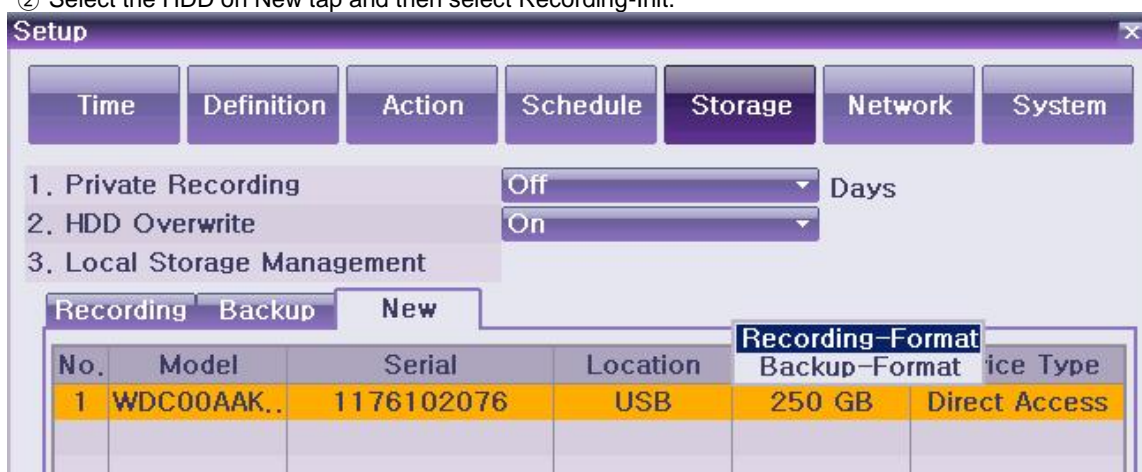 ② Select the HDD on New tap and then select Recording-Init.
Setup
Time Definition Action Schedule Storage Network System
1. Private Recording Off Days
2. HDD Overwrite On
3. Local Storage Management
Recording Backup New
Recording-Format
Backup-Format
No. Model Serial Location ice Type
1 WDC00AAK.. 1176102076 USB 250 GB Direct Access